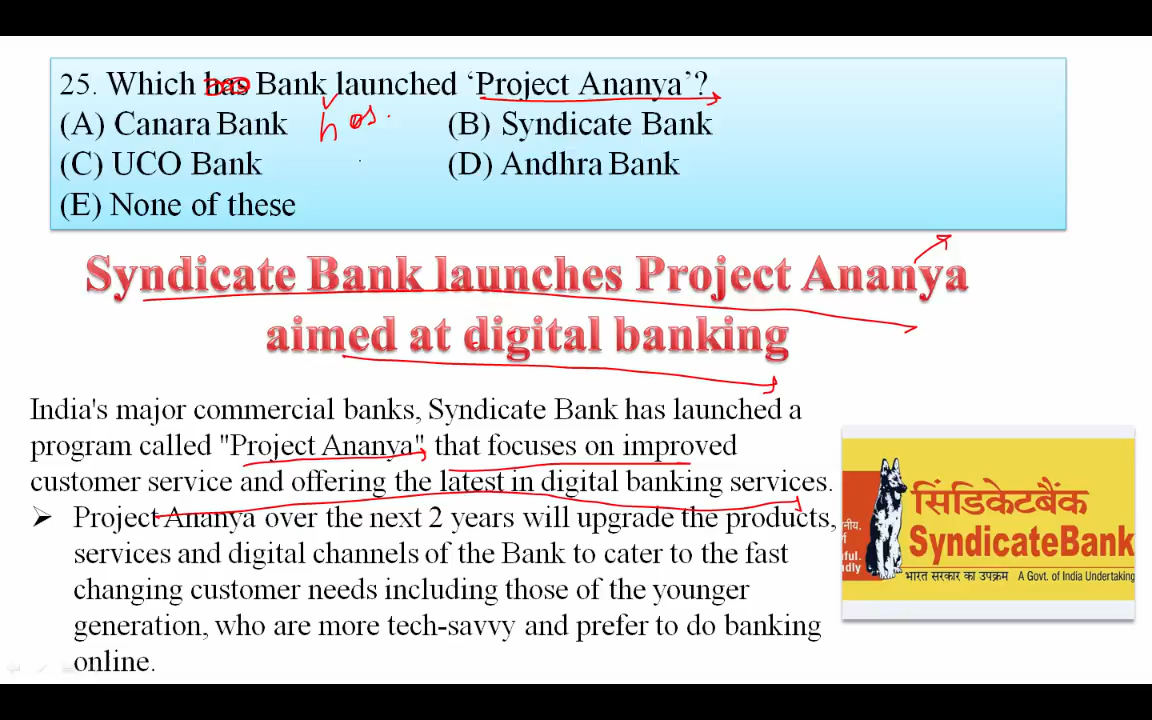 25. Which has Bank launched ‘Project Ananya’?
has.
(A) Canara Bank (B) Syndicate Bank
(C) UCO Bank (D) Andhra Bank
(E) None of these
Syndicate Bank launches Project Ananya
aimed at digital banking
India's major commercial banks, Syndicate Bank has launched a
program called "Project Ananya", that focuses on improved
customer service and offering the latest in digital banking services.
➢ Project Ananya over the next 2 years will upgrade the products,
services and digital channels of the Bank to cater to the fast
changing customer needs including those of the younger
generation, who are more tech-savvy and prefer to do banking
online.
सिंडिकेटबैंक
SyndicateBank
भारत सरकार का उपक्रम A Govt. of India Undertaking